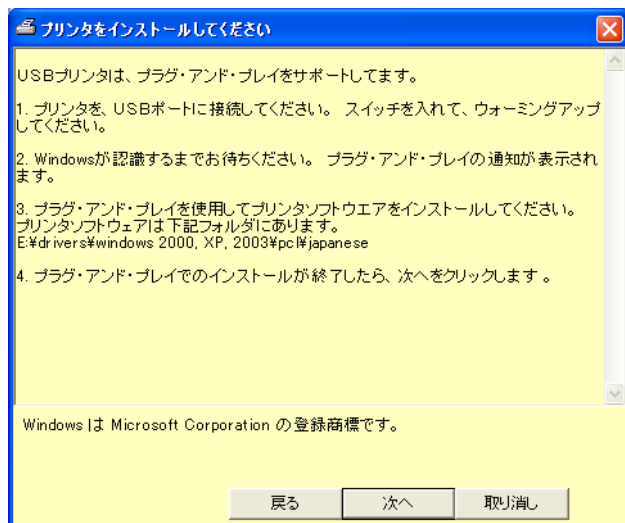 プリンタをインストールしてください
USBプリンタは、プラグ・アンド・プレイをサポートしてます。
1. プリンタを、USBポートに接続してください。 スイッチを入れて、ウォーミングアップ
してください。
2. Windowsが認識するまでお待ちください。 プラグ・アンド・プレイの通知が表示され
ます。
3. プラグ・アンド・プレイを使用してプリンタソフトウエアをインストールしてください。
プリンタソフトウェアは下記フォルダにあります。
E:¥drivers¥windows 2000, XP, 2003¥pcl¥japanese
4. プラグ・アンド・プレイでのインストールが終了したら、次へをクリックします 。
Windows は Microsoft Corporation の登録商標です。
戻る 次へ 取り消し